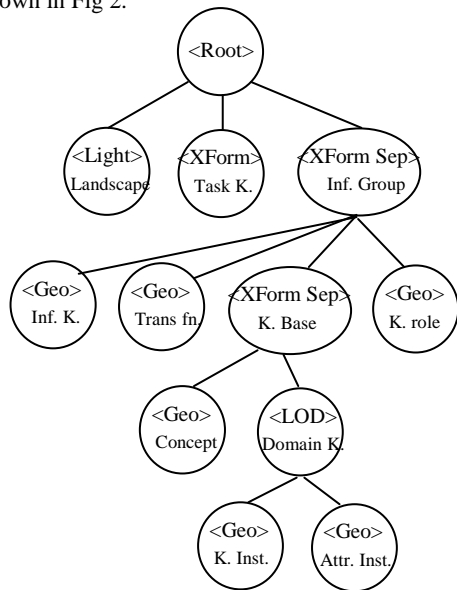 own in Fig 2.
<Root>
<Light>
Landscape
<XForm>
Task K.
<XForm Sep>
Inf. Group
<Geo>
Inf. K.
<Geo>
Trans fn.
<XForm Sep>
K. Base
<Geo>
K. role
<Geo>
Concept
<LOD>
Domain K.
<Geo>
K. Inst.
<Geo>
Attr. Inst.